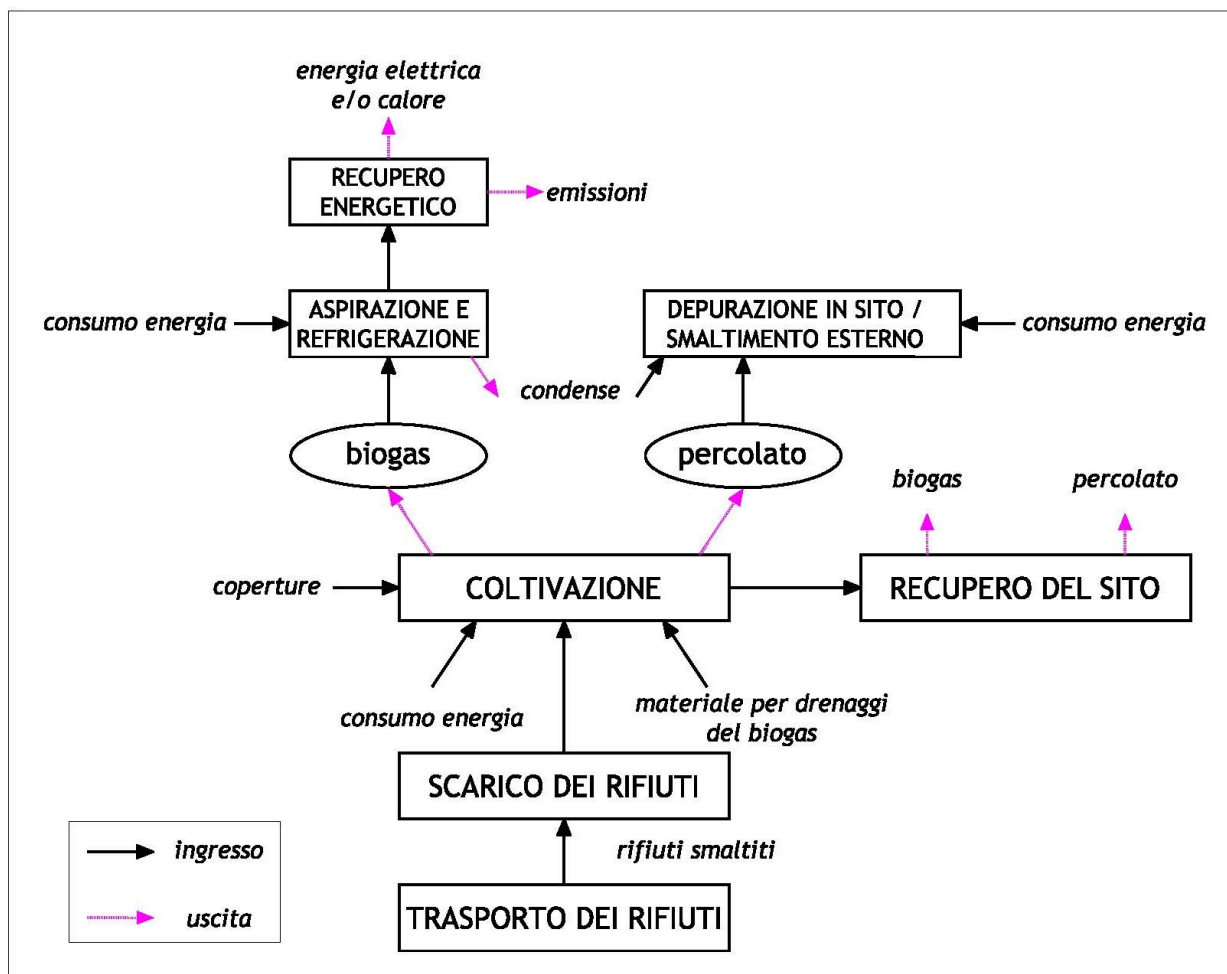 energia elettrica
e/o calore
RECUPERO
ENERGETICO
emissioni
consumo energia
ASPIRAZIONE E
REFRIGERAZIONE
DEPURAZIONE IN SITO /
SMALTIMENTO ESTERNO
consumo energia
condense
biogas
percolato
biogas
percolato
coperture
COLTIVAZIONE
RECUPERO DEL SITO
consumo energia
materiale per drenaggi
del biogas
SCARICO DEI RIFIUTI
rifiuti smaltiti
TRASPORTO DEI RIFIUTI
ingresso
uscita